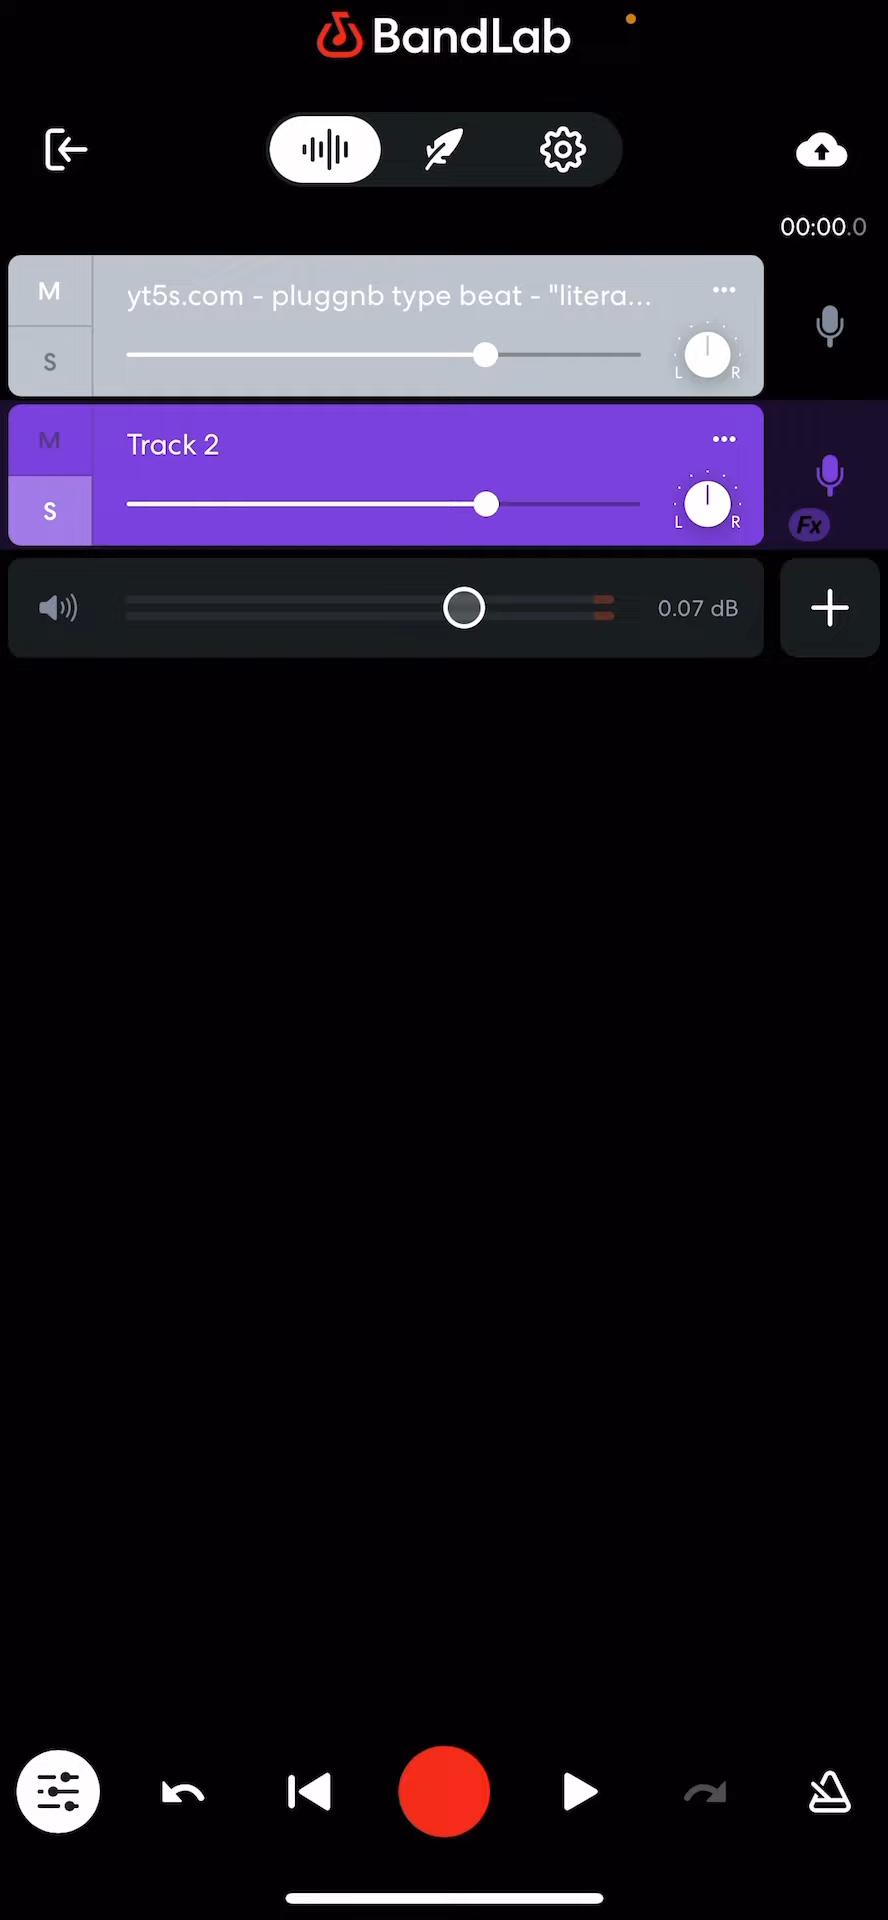 BandLab
00:00.0
M
yt5s.com - pluggnb type beat - "litera...
S
L R
M
Track 2
S
L R
Fx
0.07 dB